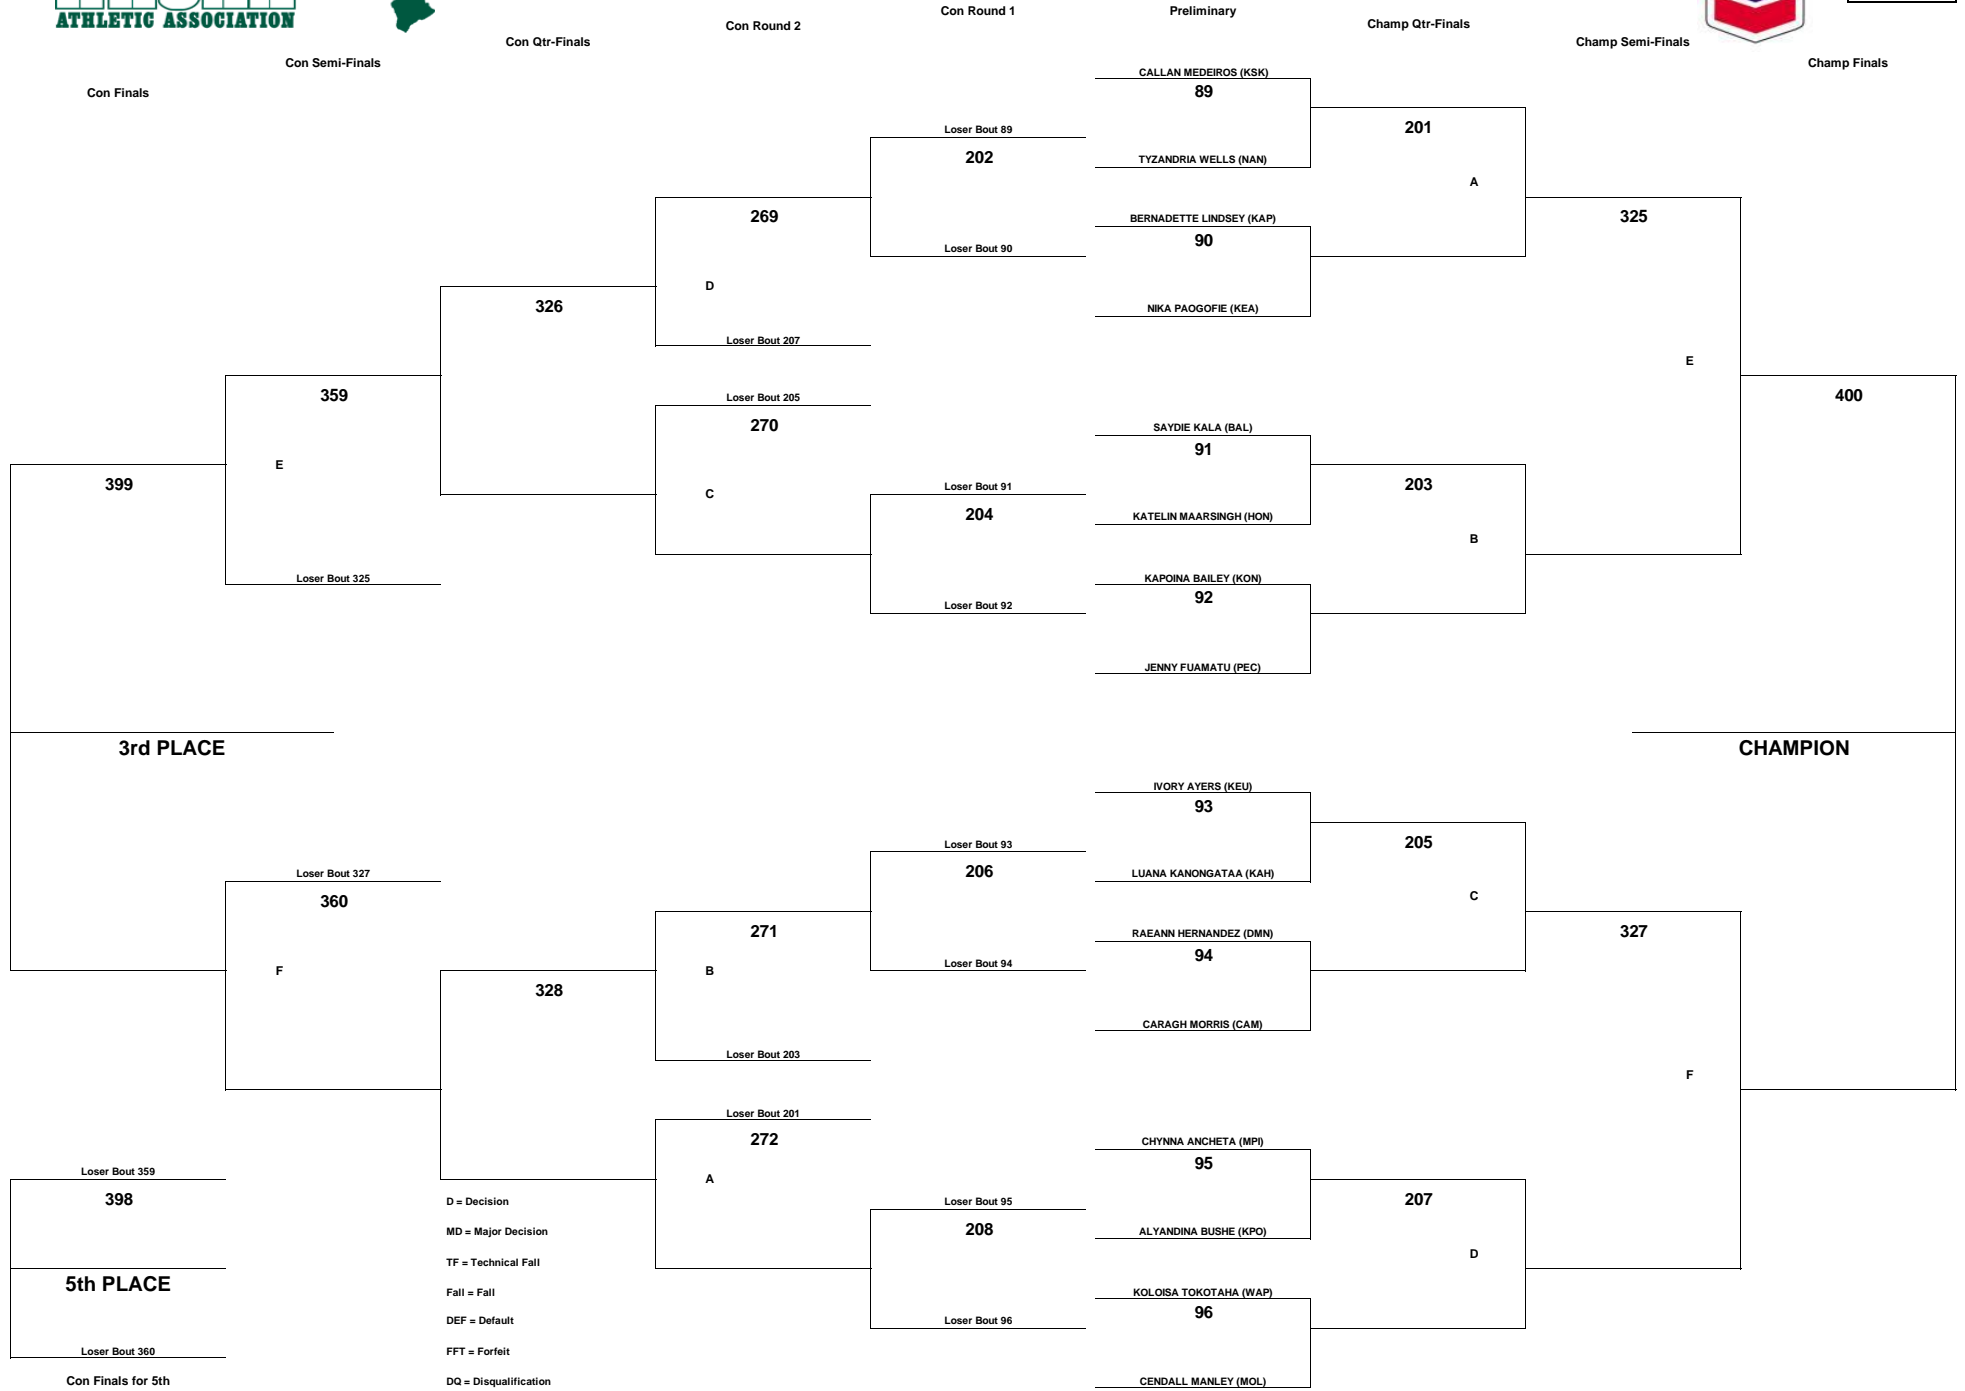 ATHLETIC ASSOCIATION
Con Finals
Con Semi-Finals
Con Qtr-Finals
Con Round 2
Con Round 1
Preliminary
Champ Qtr-Finals
Champ Semi-Finals
Champ Finals
CALLAN MEDEIROS (KSK)
89
TYZANDRIA WELLS (NAN)
BERNADETTE LINDSEY (KAP)
90
NIKA PAOGOFIE (KEA)
SAYDIE KALA (BAL)
91
KATELIN MAARSINGH (HON)
KAPOINA BAILEY (KON)
92
JENNY FUAMATU (PEC)
IVORY AYERS (KEU)
93
LUANA KANONGATAA (KAH)
RAEANN HERNANDEZ (DMN)
94
CARAGH MORRIS (CAM)
CHYNNA ANCHETA (MPI)
95
ALYANDINA BUSHE (KPO)
KOLOISA TOKOTAHA (WAP)
96
CENDALL MANLEY (MOL)
201
A
203
B
205
C
207
D
325
E
327
F
400
CHAMPION
Loser Bout 89
202
Loser Bout 90
Loser Bout 91
204
Loser Bout 92
Loser Bout 93
206
Loser Bout 94
Loser Bout 95
208
Loser Bout 96
269
D
Loser Bout 207
Loser Bout 205
270
C
271
B
Loser Bout 203
Loser Bout 201
272
A
326
328
359
E
Loser Bout 325
Loser Bout 327
360
F
399
3rd PLACE
Loser Bout 359
398
5th PLACE
Loser Bout 360
Con Finals for 5th
D = Decision
MD = Major Decision
TF = Technical Fall
Fall = Fall
DEF = Default
FFT = Forfeit
DQ = Disqualification